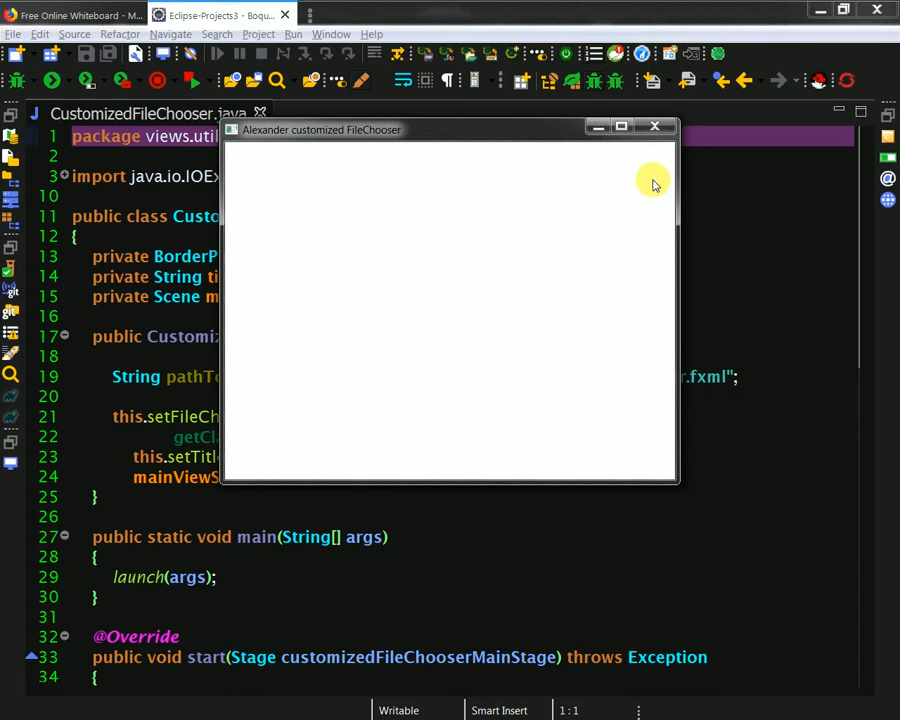 Free Online Whiteboard - M...
Eclipse-Projects3 - Boqu...
File Edit Source Refactor Navigate Search Project Run Window Help
CustomizedFileChooser.java
Alexander customized FileChooser
1 package views.uti
2
3 import java.io.IOEx
10
11 public class Custo
12 {
13 private BorderP
14 private String ti
15 private Scene m
16
17 public Customiz
18
19 String pathTo r.fxml";
20
21 this.setFileCh
22 getCla
23 this.setTitl
24 mainViewS
25 }
26
27 public static void main(String[] args)
28 {
29 launch(args);
30 }
31
32 @Override
33 public void start(Stage customizedFileChooserMainStage) throws Exception
34 {
Writable Smart Insert 1 : 1